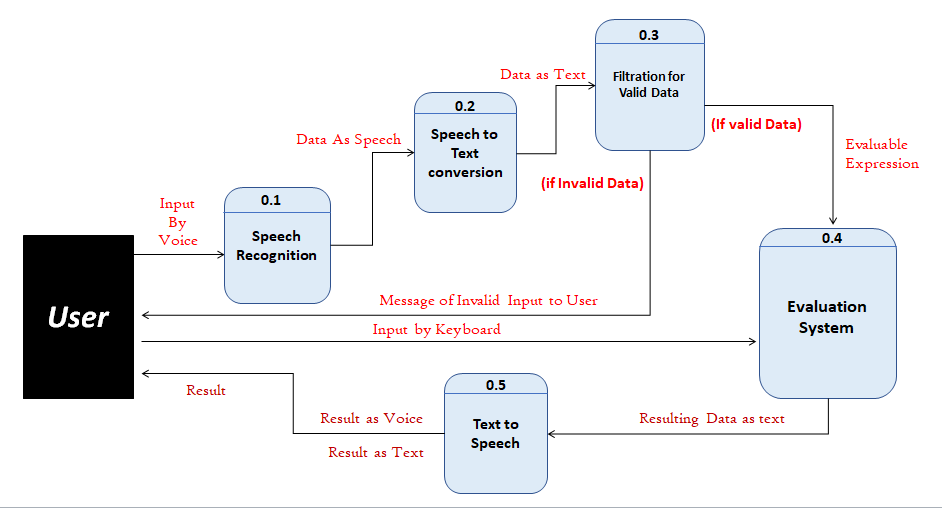 0.3
Filtration for
Valid Data
Data as Text
0.2
Speech to
Text
conversion
(If valid Data)
Data As Speech
Evaluable
Expression
(if Invalid Data)
0.1
Speech
Recognition
Input
By
Voice
0.4
Evaluation
System
User
Message of Invalid Input to User
Input by Keyboard
0.5
Text to
Speech
Result
Result as Voice
Result as Text
Resulting Data as text